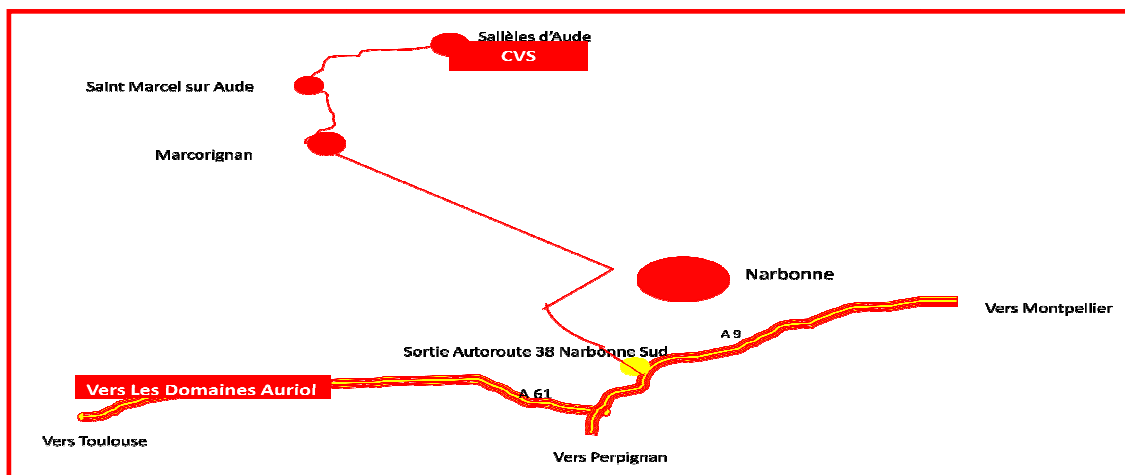 Sallèles d'Aude
CVS
Saint Marcel sur Aude
Marcorignan
Narbonne
Vers Montpellier
A 9
Sortie Autoroute 38 Narbonne Sud
Vers Les Domaines Auriol
A 61
Vers Toulouse
Vers Perpignan